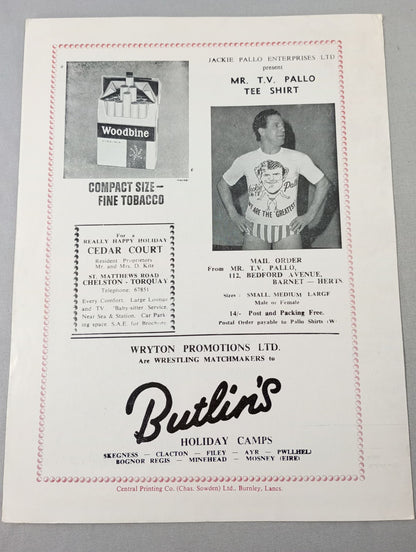 Woodbine
COMPACT SIZE—
FINE TOBACCO
For a
REALLY HAPPY HOLIDAY
CEDAR COURT
Resident Proprietors
Mr. and Mrs. D. Kite
ST. MATTHEWS ROAD
CHELSTON - TORQUAY
Telephone: 67851
Every Comfort. Large Lounge
and TV. "Baby-sitter" Service.
Near Sea & Station. Car Park-
ing space. S.A.E. for Brochure
JACKIE PALLO ENTERPRISES LTD
present
MR. T.V. PALLO
TEE SHIRT
WE ARE THE 'GREATEST'
MAIL ORDER
From MR. T.V. PALLO,
112, BEDFORD AVENUE,
BARNET — HERTS
Sizes: SMALL MEDIUM LARGE
Male or Female
14/- Post and Packing Free.
Postal Order payable to Pallo Shirts (W
WRYTON PROMOTIONS LTD.
Are WRESTLING MATCHMAKERS to
Butlin's
HOLIDAY CAMPS
SKEGNESS — CLACTON — FILEY — AYR — PWLLHELI
BOGNOR REGIS — MINEHEAD — MOSNEY (EIRE)
Central Printing Co. (Chas. Sowden) Ltd., Burnley, Lancs.